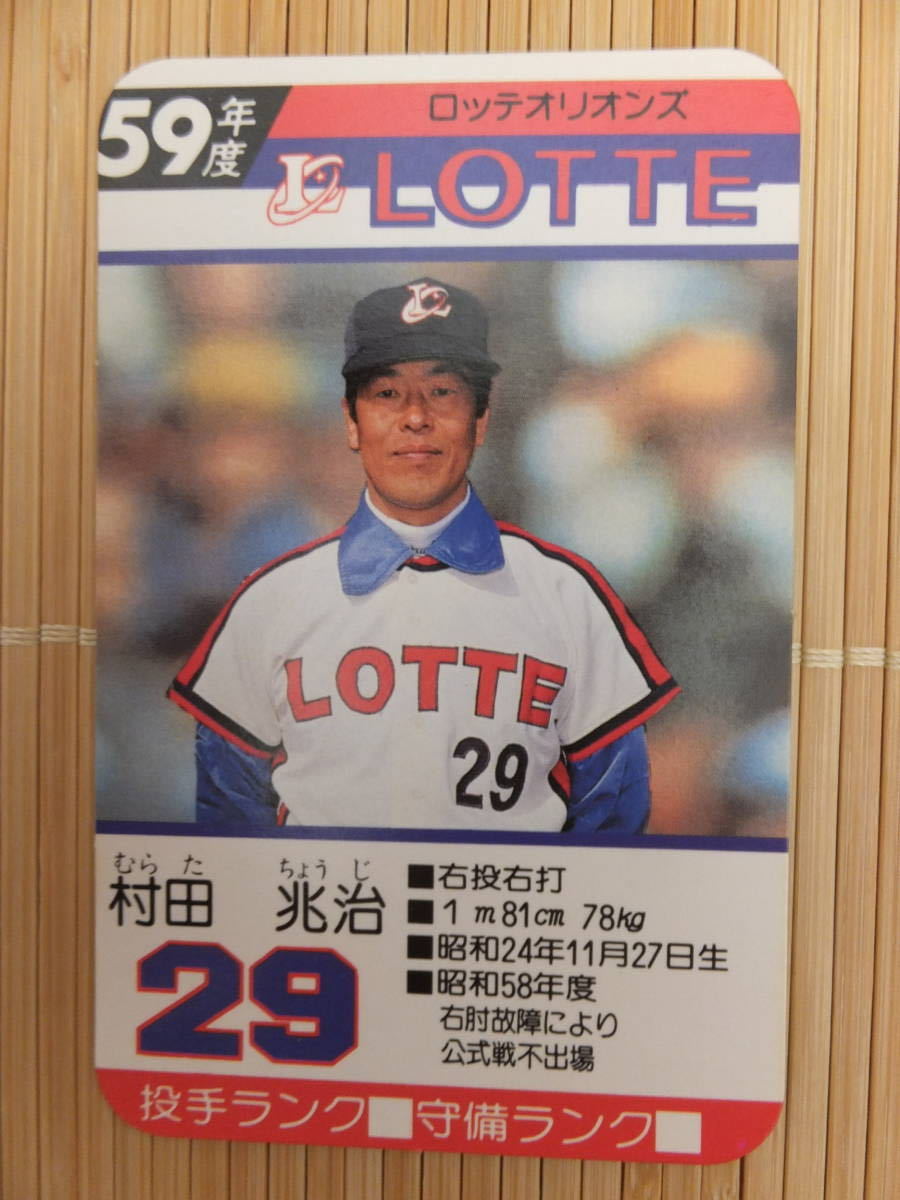 59年度
ロッテオリオンズ
LOTTE
LOTTE
29
むらた ちょうじ
村田 兆治
29
■右投右打
■1m81cm 78kg
■昭和24年11月27日生
■昭和58年度
右肘故障により
公式戦不出場
投手ランク□守備ランク□